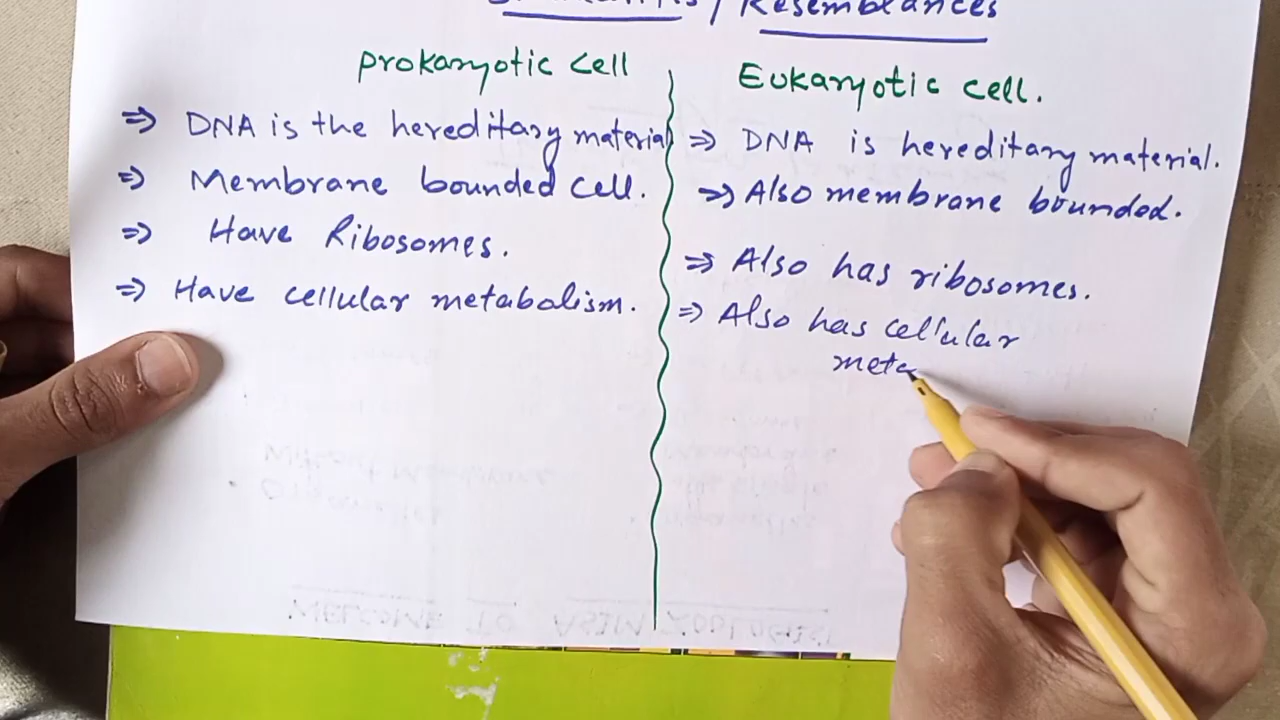 / Resemblances
prokaryotic cell
Eukaryotic cell.
⇒ DNA is the hereditary material
⇒ Membrane bounded cell.
⇒ Have Ribosomes.
⇒ Have cellular metabolism.
⇒ DNA is hereditary material.
⇒ Also membrane bounded.
⇒ Also has ribosomes.
⇒ Also has cellular
meta